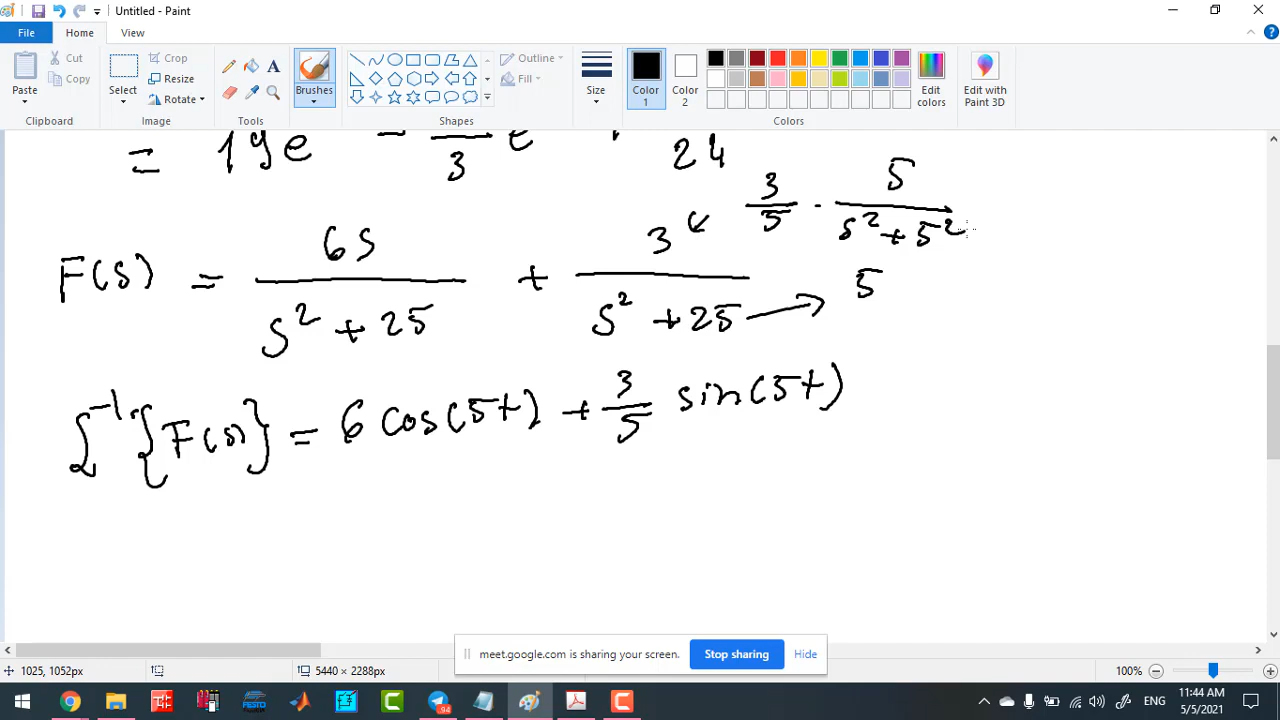 Untitled - Paint
File Home View
Paste Cut Copy Select Crop Resize Rotate Brushes Outline Fill Size Color 1 Color 2 Edit colors Edit with Paint 3D
Clipboard Image Tools Shapes Colors
= 19e - — e
3 24
3/5 · 5/(s² + 5²)
F(s) = 6s/(s² + 25) + 3/(s² + 25) → 5
ℒ⁻¹{F(s)} = 6 cos(5t) + 3/5 sin(5t)
meet.google.com is sharing your screen. Stop sharing Hide
1025, 1052px 5440 × 2288px 100%
94 FESTO ENG 11:44 AM
5/5/2021